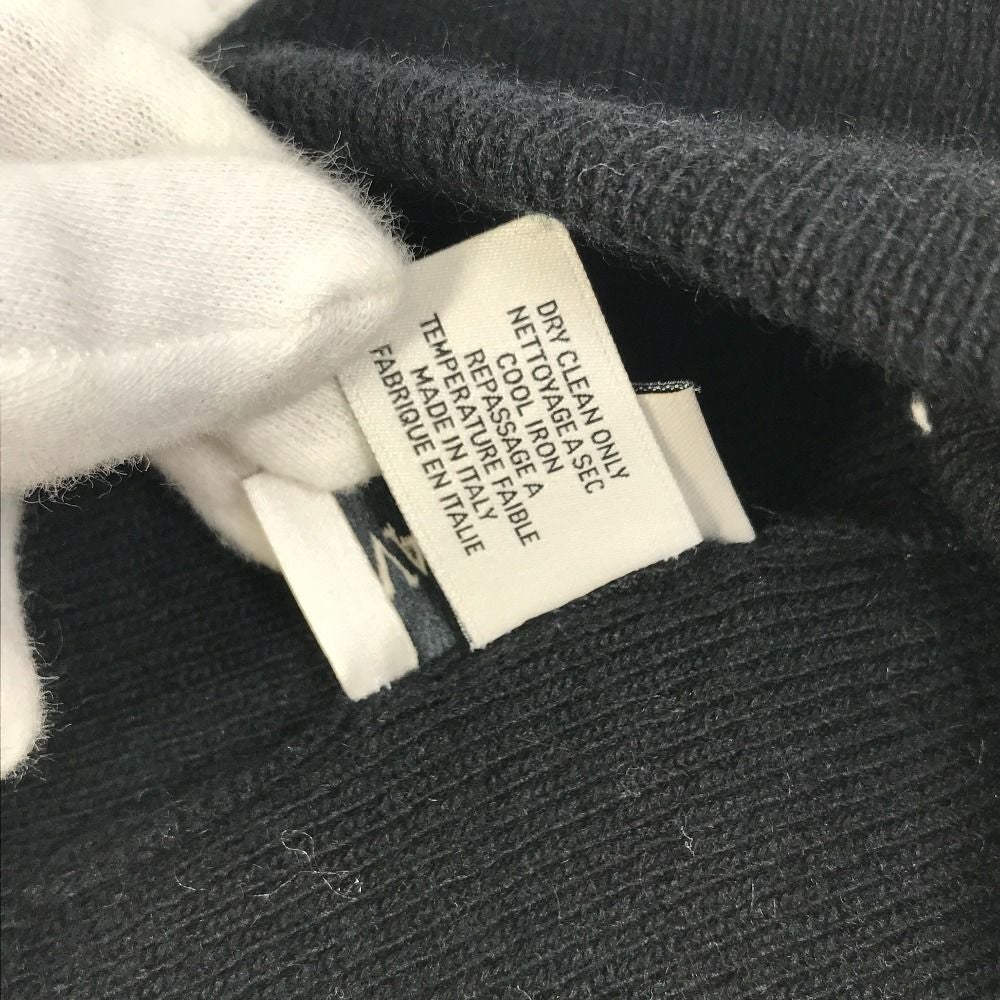 DRY CLEAN ONLY
NETTOYAGE A SEC
COOL IRON
REPASSAGE A
TEMPERATURE FAIBLE
MADE IN ITALY
FABRIQUE EN ITALIE